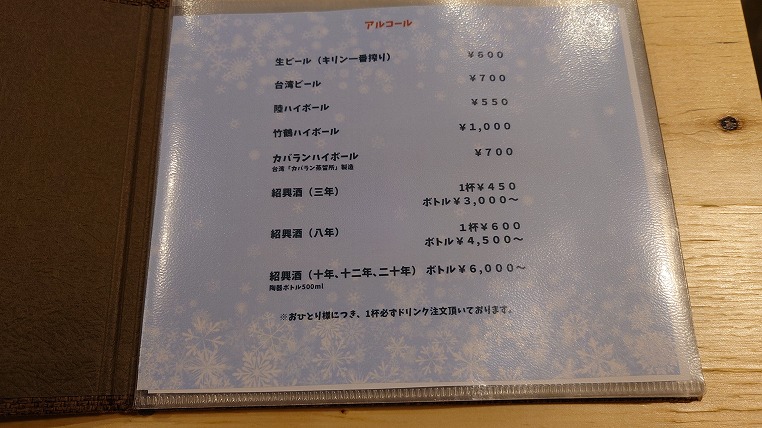 アルコール
生ビール（キリン一番搾り） ￥６００
台湾ビール ￥７００
陸ハイボール ￥５５０
竹鶴ハイボール ￥１,０００
カバランハイボール ￥７００
台湾「カバラン蒸留所」製造
紹興酒（三年） 1杯￥４５０
ボトル￥３,０００～
紹興酒（八年） １杯￥６００
ボトル￥４,５００～
紹興酒（十年、十二年、二十年） ボトル￥６,０００～
陶器ボトル500ml
※おひとり様につき、1杯必ずドリンク注文頂いております。